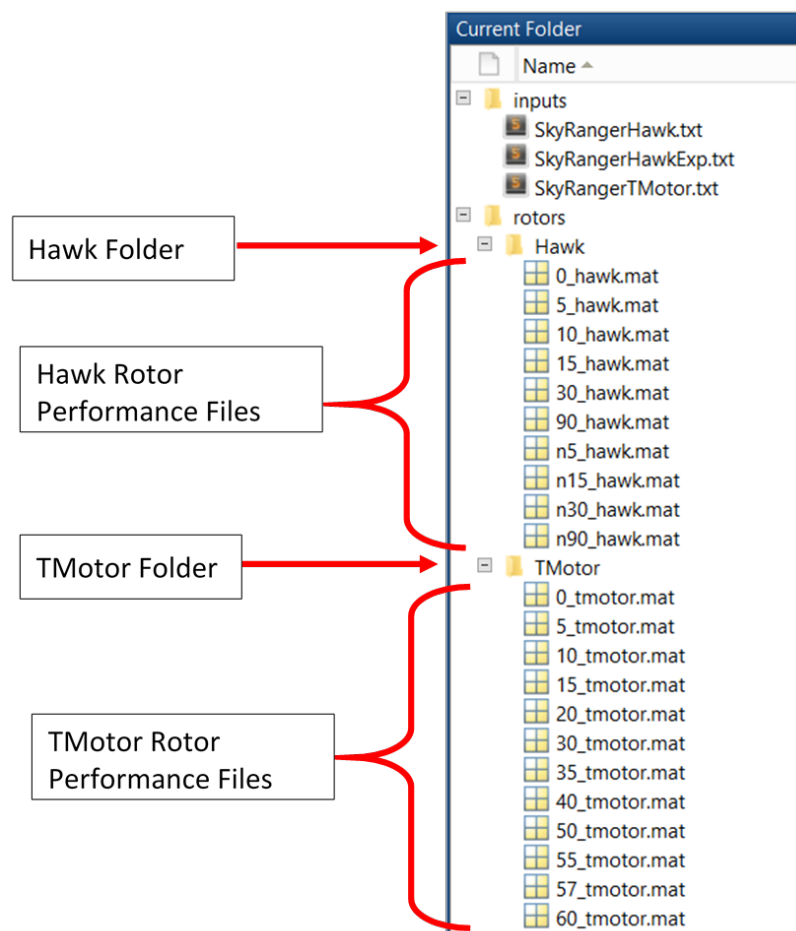 Current Folder
Name
inputs
SkyRangerHawk.txt
SkyRangerHawkExp.txt
SkyRangerTMotor.txt
rotors
Hawk Folder
Hawk
0_hawk.mat
5_hawk.mat
10_hawk.mat
15_hawk.mat
30_hawk.mat
90_hawk.mat
n5_hawk.mat
n15_hawk.mat
n30_hawk.mat
n90_hawk.mat
Hawk Rotor
Performance Files
TMotor Folder
TMotor
0_tmotor.mat
5_tmotor.mat
10_tmotor.mat
15_tmotor.mat
20_tmotor.mat
30_tmotor.mat
35_tmotor.mat
40_tmotor.mat
50_tmotor.mat
55_tmotor.mat
57_tmotor.mat
60_tmotor.mat
TMotor Rotor
Performance Files